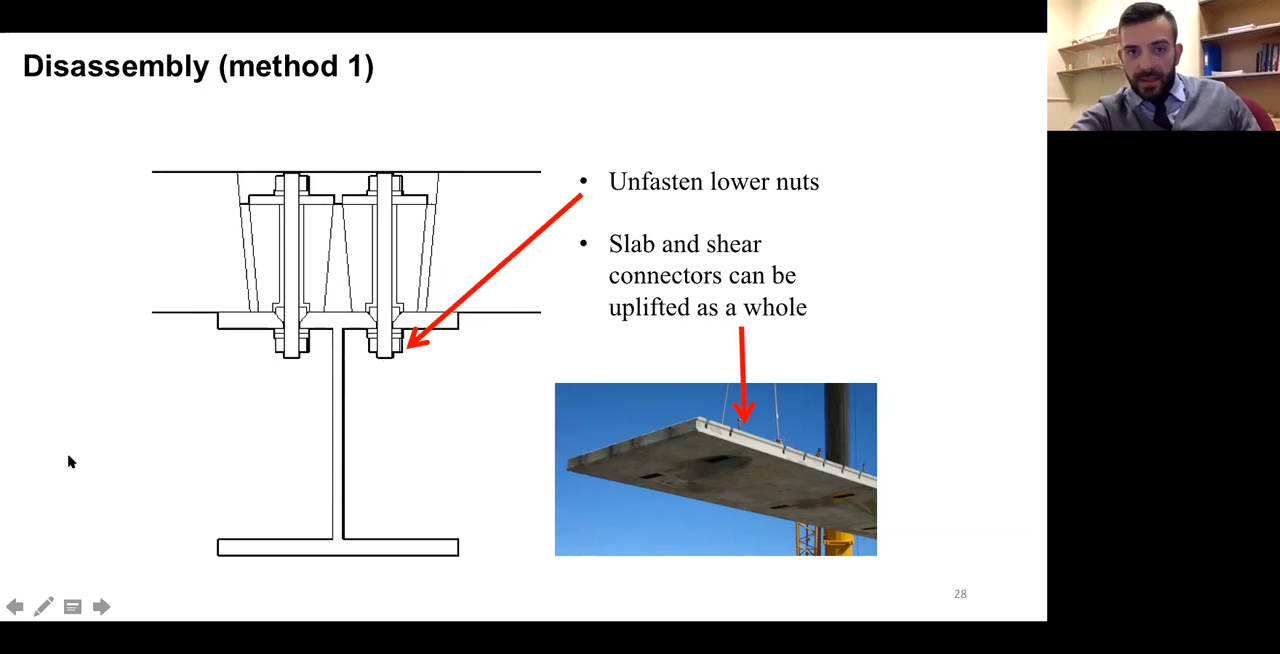 Disassembly (method 1)
• Unfasten lower nuts
• Slab and shear
connectors can be
uplifted as a whole
28